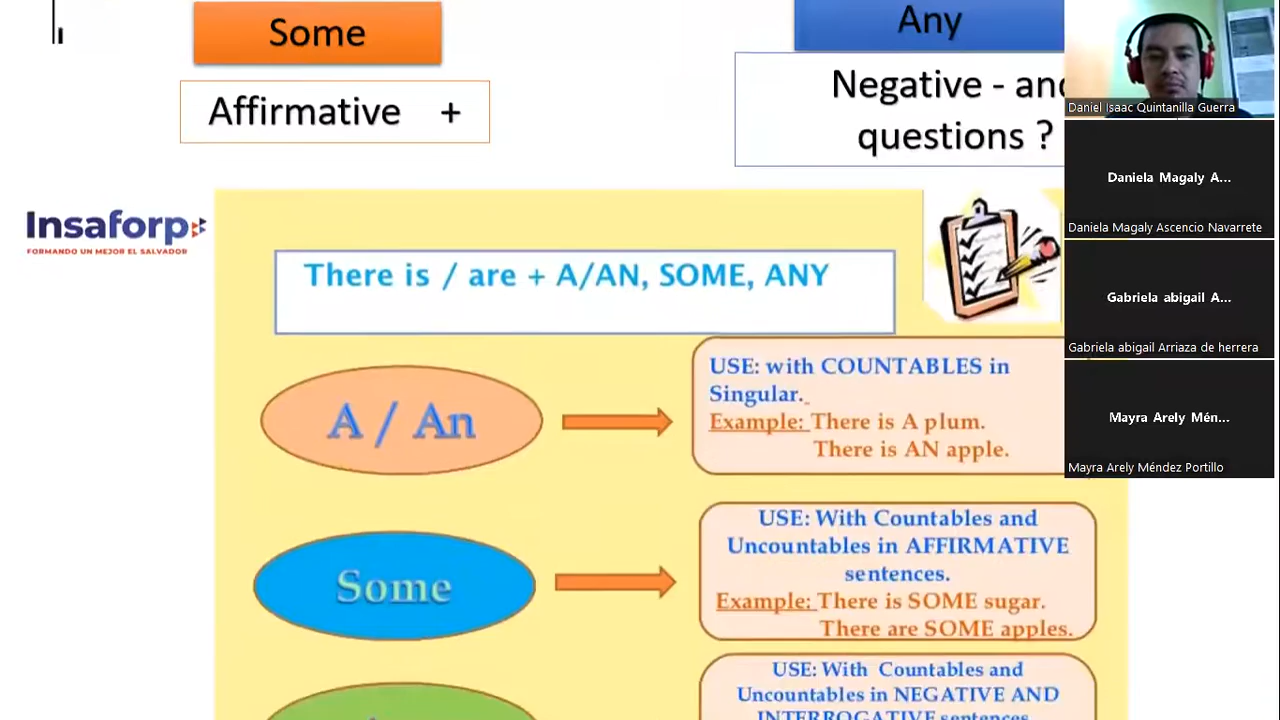 Some
Any
Affirmative +
Negative - and
questions ?
Daniel Isaac Quintanilla Guerra
Daniela Magaly A...
Daniela Magaly Ascencio Navarrete
Insaforp
FORMANDO UN MEJOR EL SALVADOR
There is / are + A/AN, SOME, ANY
Gabriela abigail A...
Gabriela abigail Arriaza de herrera
A / An
USE: with COUNTABLES in
Singular.
Example: There is A plum.
There is AN apple.
Mayra Arely Mén...
Mayra Arely Méndez Portillo
Some
USE: With Countables and
Uncountables in AFFIRMATIVE
sentences.
Example: There is SOME sugar.
There are SOME apples.
USE: With Countables and
Uncountables in NEGATIVE AND
INTERROGATIVE sentences